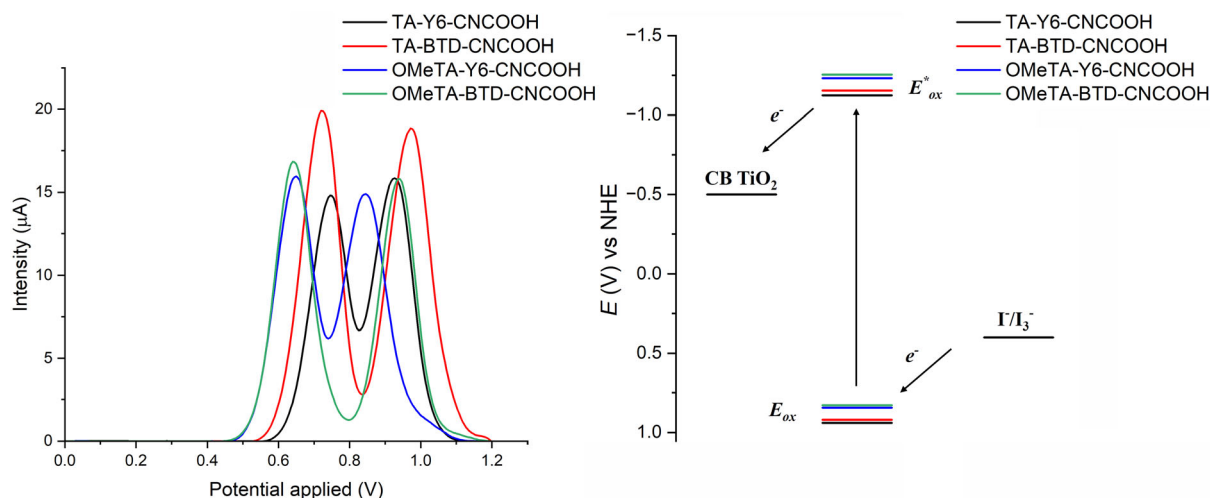 TA-Y6-CNCOOH
TA-BTD-CNCOOH
OMeTA-Y6-CNCOOH
OMeTA-BTD-CNCOOH
20
15
10
5
0
Intensity (μA)
0.0 0.2 0.4 0.6 0.8 1.0 1.2
Potential applied (V)
TA-Y6-CNCOOH
TA-BTD-CNCOOH
OMeTA-Y6-CNCOOH
OMeTA-BTD-CNCOOH
-1.5
-1.0
-0.5
0.0
0.5
1.0
E (V) vs NHE
E*ox
e-
CB TiO2
I-/I3-
e-
Eox